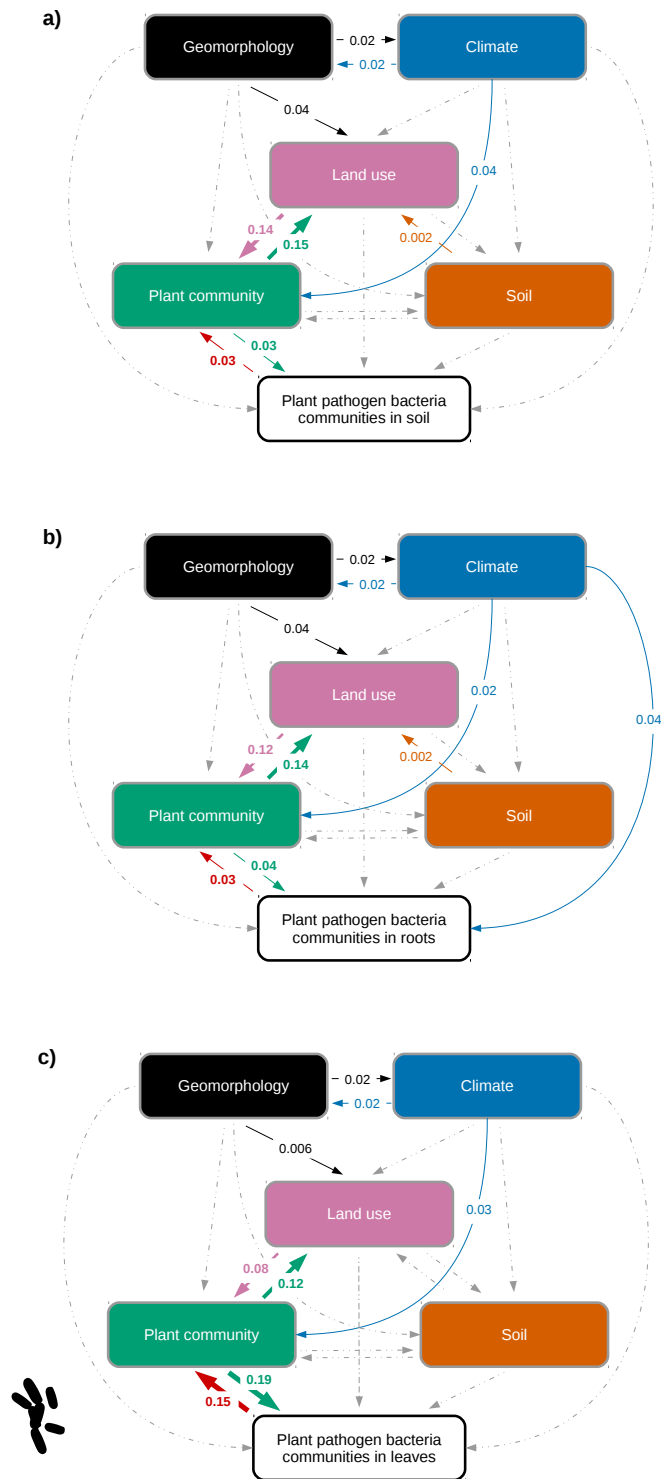 a)
Geomorphology
0.02
Climate
0.02
0.04
Land use
0.04
0.14
0.15
0.002
Plant community
Soil
0.03
0.03
Plant pathogen bacteria
communities in soil
b)
Geomorphology
0.02
Climate
0.02
0.04
Land use
0.02
0.04
0.12
0.14
0.002
Plant community
Soil
0.04
0.03
Plant pathogen bacteria
communities in roots
c)
Geomorphology
0.02
Climate
0.02
0.006
Land use
0.03
0.08
0.12
Plant community
Soil
0.19
0.15
Plant pathogen bacteria
communities in leaves